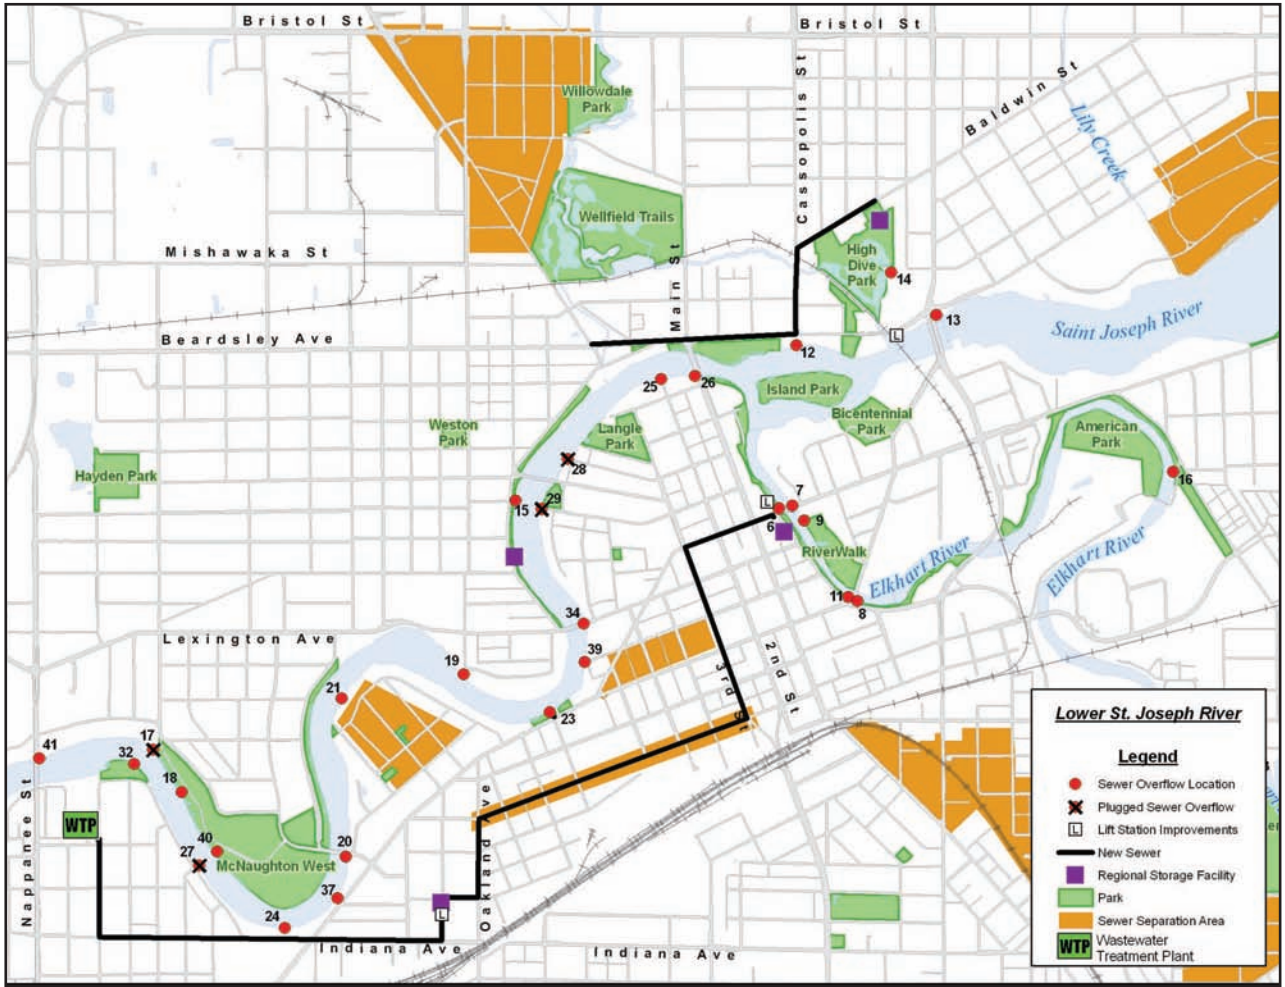 Bristol St
Bristol St
Cassopolis St
Baldwin St
Lily Creek
Willowdale
Park
Wellfield Trails
Main St
Mishawaka St
High
Dive
Park
14
13
Saint Joseph River
Beardsley Ave
12
25
26
Island Park
Bicentennial
Park
American
Park
Weston
Park
Langle
Park
Hayden Park
28
16
15
29
L
L
7
6
9
RiverWalk
Elkhart River
Elkhart River
11
8
34
Lexington Ave
39
19
2nd St
3rd St
21
23
41
17
32
18
Nappanee St
WTP
40
27
McNaughton West
20
37
24
Oakland Ave
L
Indiana Ave
Indiana Ave
Lower St. Joseph River
Legend
Sewer Overflow Location
Plugged Sewer Overflow
L Lift Station Improvements
New Sewer
Regional Storage Facility
Park
Sewer Separation Area
WTP Wastewater
Treatment Plant